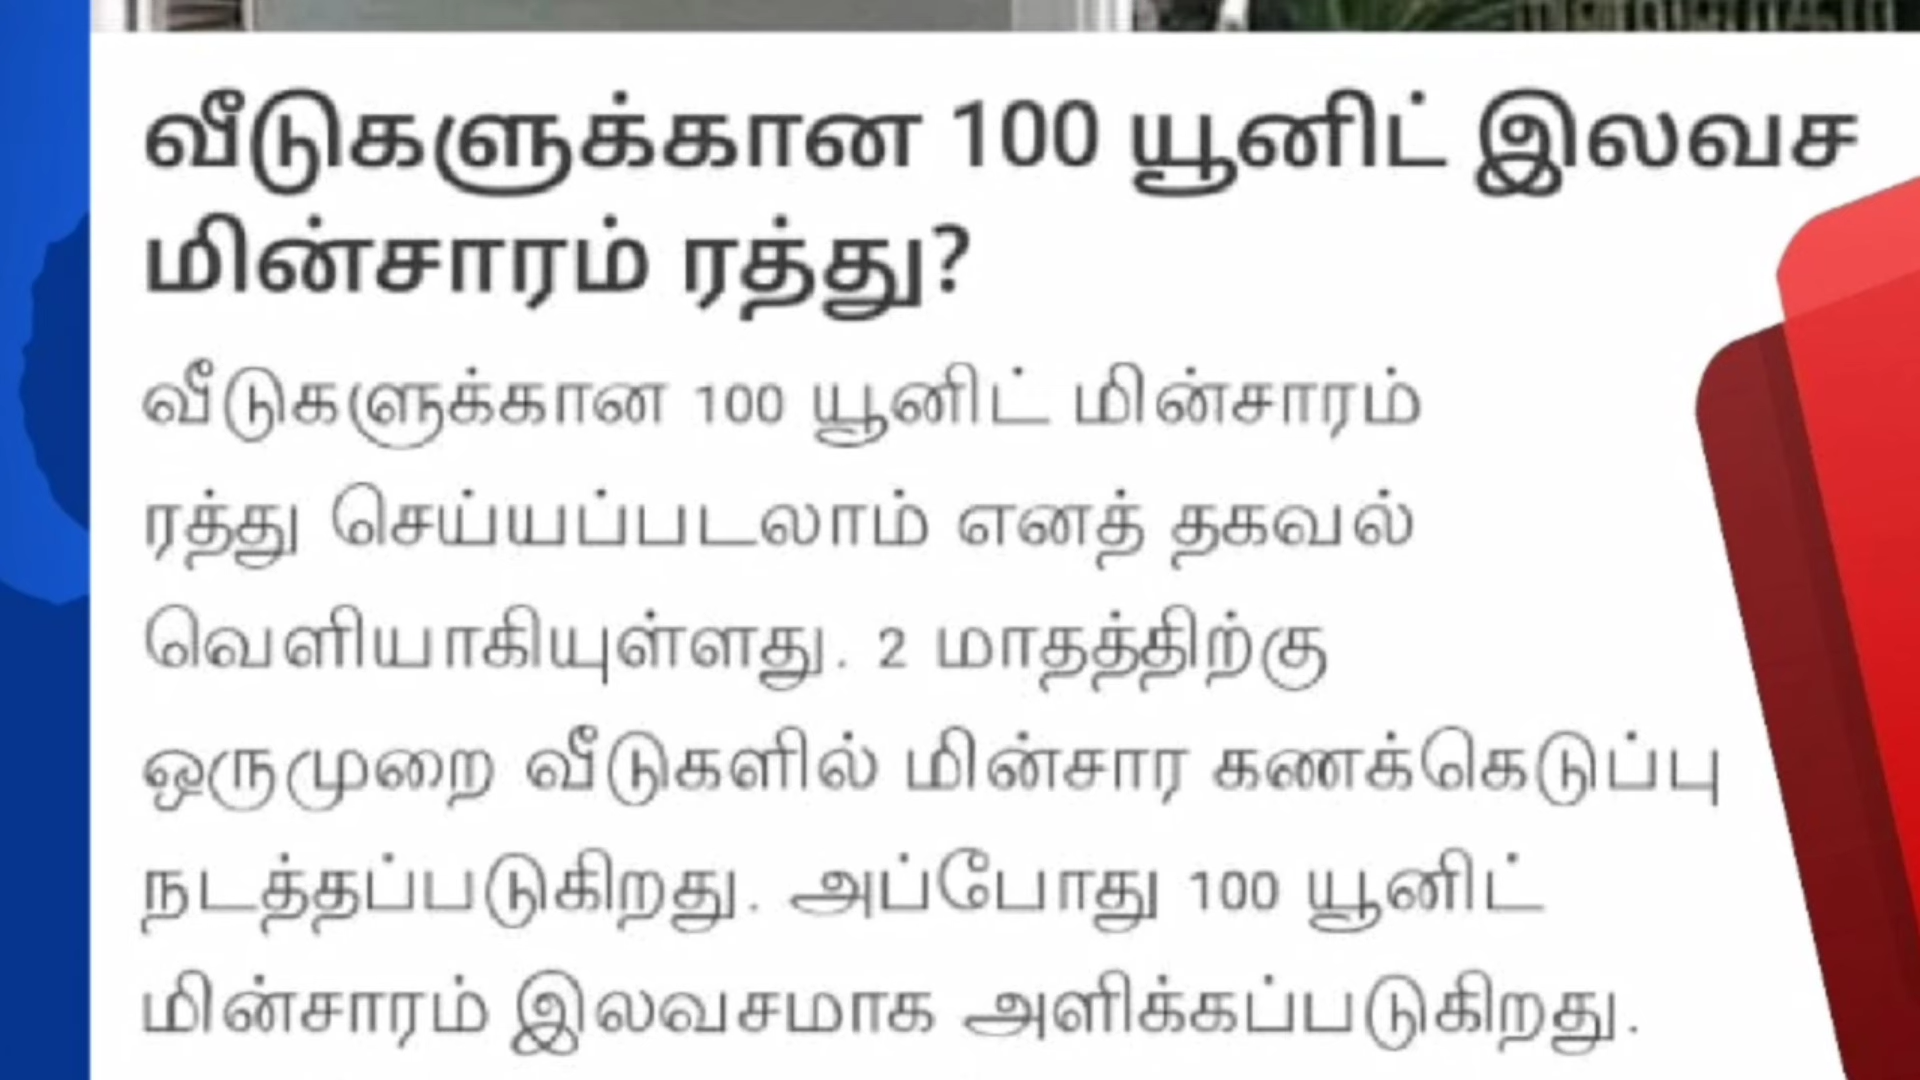 வீடுகளுக்கான 100 யூனிட் இலவச
மின்சாரம் ரத்து?
வீடுகளுக்கான 100 யூனிட் மின்சாரம்
ரத்து செய்யப்படலாம் எனத் தகவல்
வெளியாகியுள்ளது. 2 மாதத்திற்கு
ஒருமுறை வீடுகளில் மின்சார கணக்கெடுப்பு
நடத்தப்படுகிறது. அப்போது 100 யூனிட்
மின்சாரம் இலவசமாக அளிக்கப்படுகிறது.